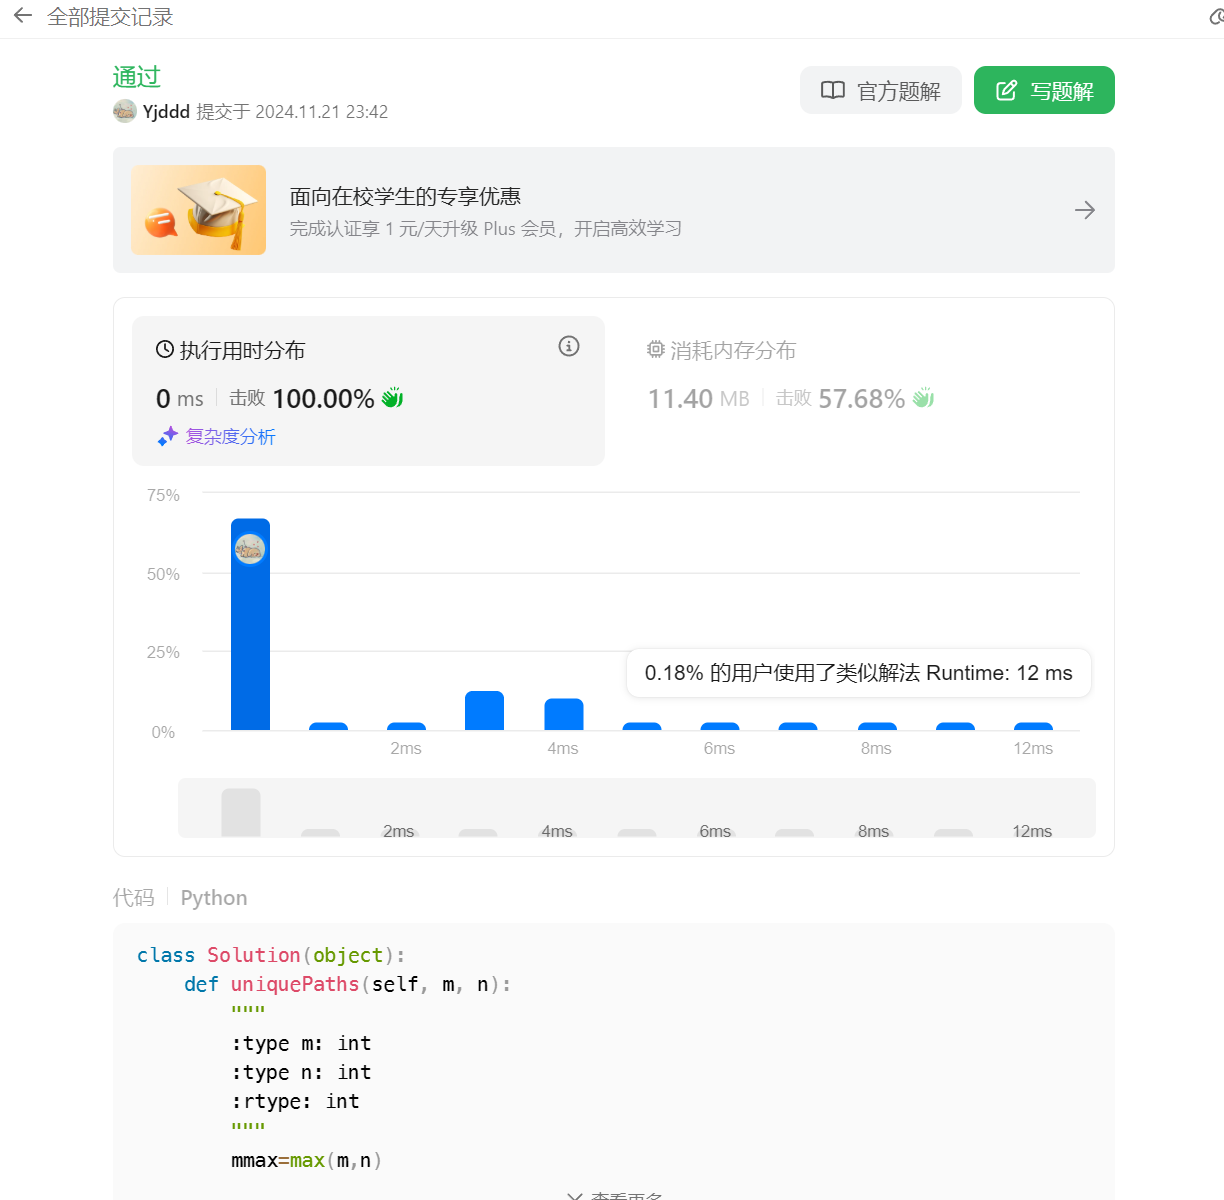 全部提交记录
通过
Yjddd 提交于 2024.11.21 23:42
官方题解
写题解
面向在校学生的专享优惠
完成认证享 1 元/天升级 Plus 会员，开启高效学习
执行用时分布
0 ms 击败 100.00%
复杂度分析
消耗内存分布
11.40 MB 击败 57.68%
75%
50%
25%
0%
0.18% 的用户使用了类似解法 Runtime: 12 ms
2ms 4ms 6ms 8ms 12ms
2ms 4ms 6ms 8ms 12ms
代码 Python
class Solution(object):
    def uniquePaths(self, m, n):
        """
        :type m: int
        :type n: int
        :rtype: int
        """
        mmax=max(m,n)
查看更多